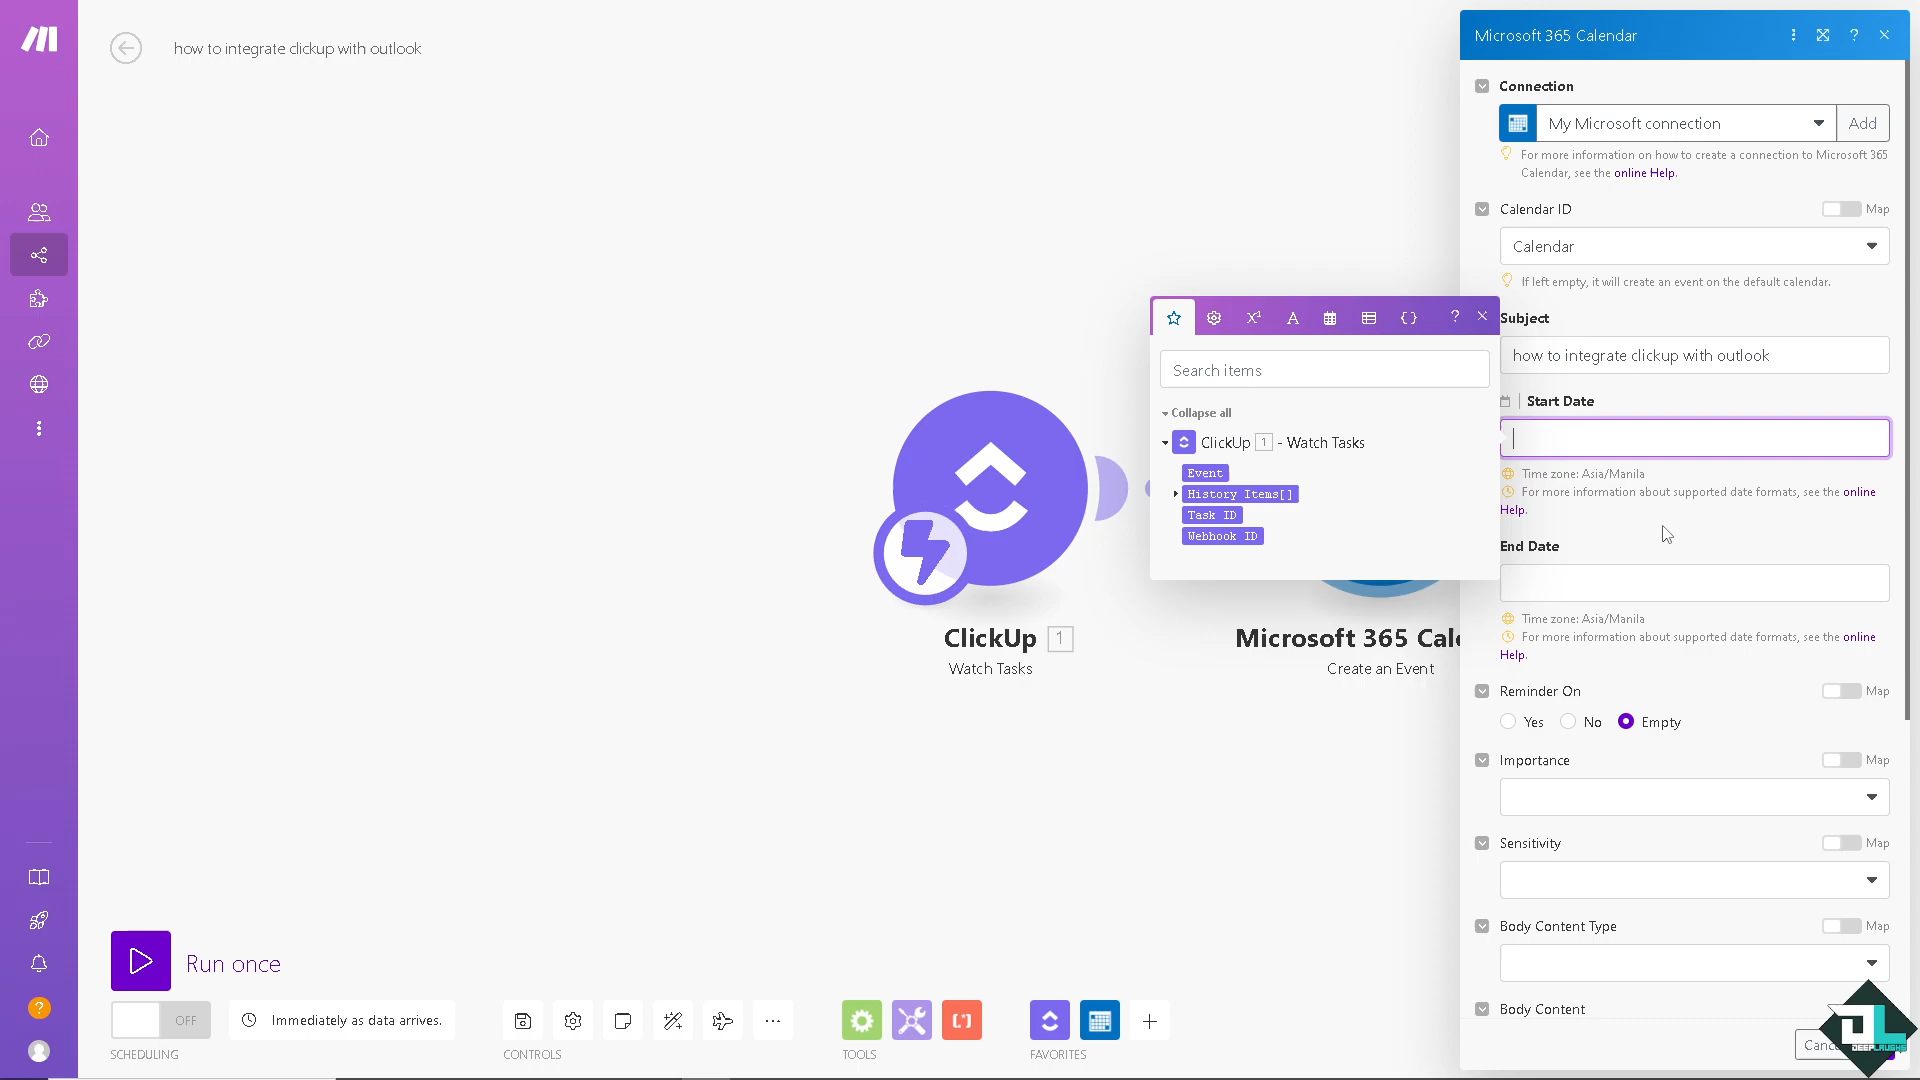 how to integrate clickup with outlook
Microsoft 365 Calendar
?
Connection
My Microsoft connection
Add
For more information on how to create a connection to Microsoft 365
Calendar, see the online Help.
Calendar ID
Map
Calendar
If left empty, it will create an event on the default calendar.
Subject
how to integrate clickup with outlook
Start Date
Time zone: Asia/Manila
For more information about supported date formats, see the online
Help.
End Date
Time zone: Asia/Manila
For more information about supported date formats, see the online
Help.
Reminder On
Map
Yes
No
Empty
Importance
Map
Sensitivity
Map
Body Content Type
Map
Body Content
X¹
A
{}
?
Search items
Collapse all
ClickUp 1 - Watch Tasks
Event
History Items[]
Task ID
Webhook ID
ClickUp 1
Watch Tasks
Create an Event
Run once
OFF
Immediately as data arrives.
SCHEDULING
CONTROLS
TOOLS
FAVORITES
?
DEEPLAUGHS